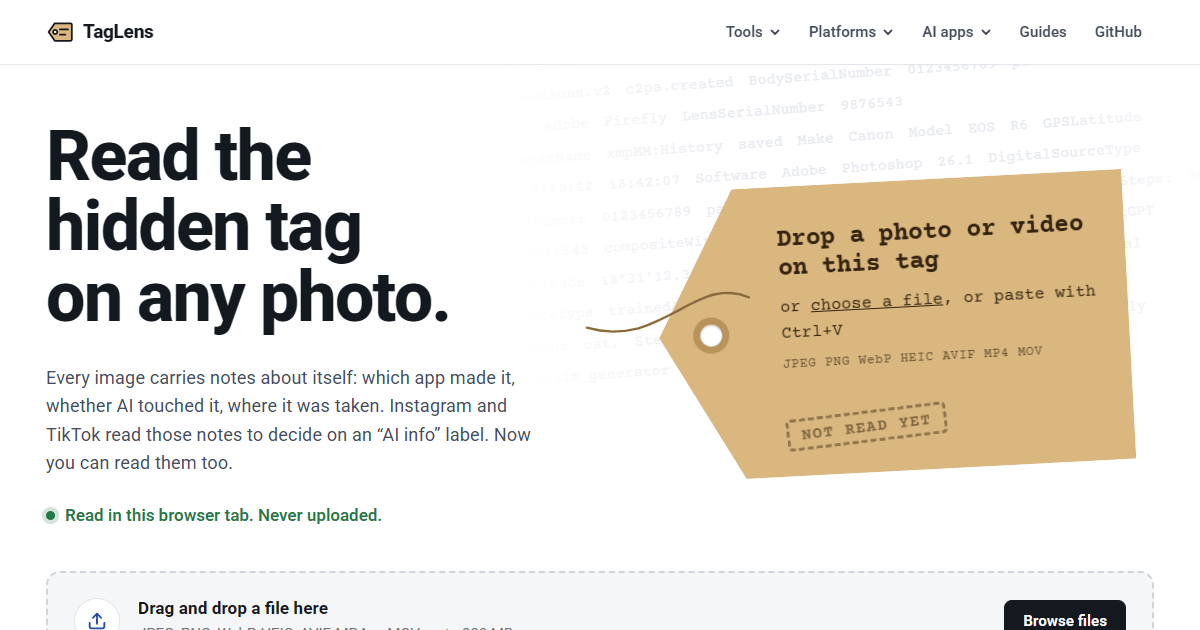 TagLens
Tools
Platforms
AI apps
Guides
GitHub
c2pa.created BodySerialNumber 0123456789
Adobe Firefly LensSerialNumber 9876543
xmpMM:History saved Make Canon Model EOS R6 GPSLatitude
18:42:07 Software Adobe Photoshop 26.1 DigitalSourceType
0123456789
Steps:
Read the
hidden tag
on any photo.
Drop a photo or video
on this tag
or choose a file, or paste with
Ctrl+V
JPEG PNG WebP HEIC AVIF MP4 MOV
NOT READ YET
Every image carries notes about itself: which app made it,
whether AI touched it, where it was taken. Instagram and
TikTok read those notes to decide on an “AI info” label. Now
you can read them too.
Read in this browser tab. Never uploaded.
Drag and drop a file here
Browse files